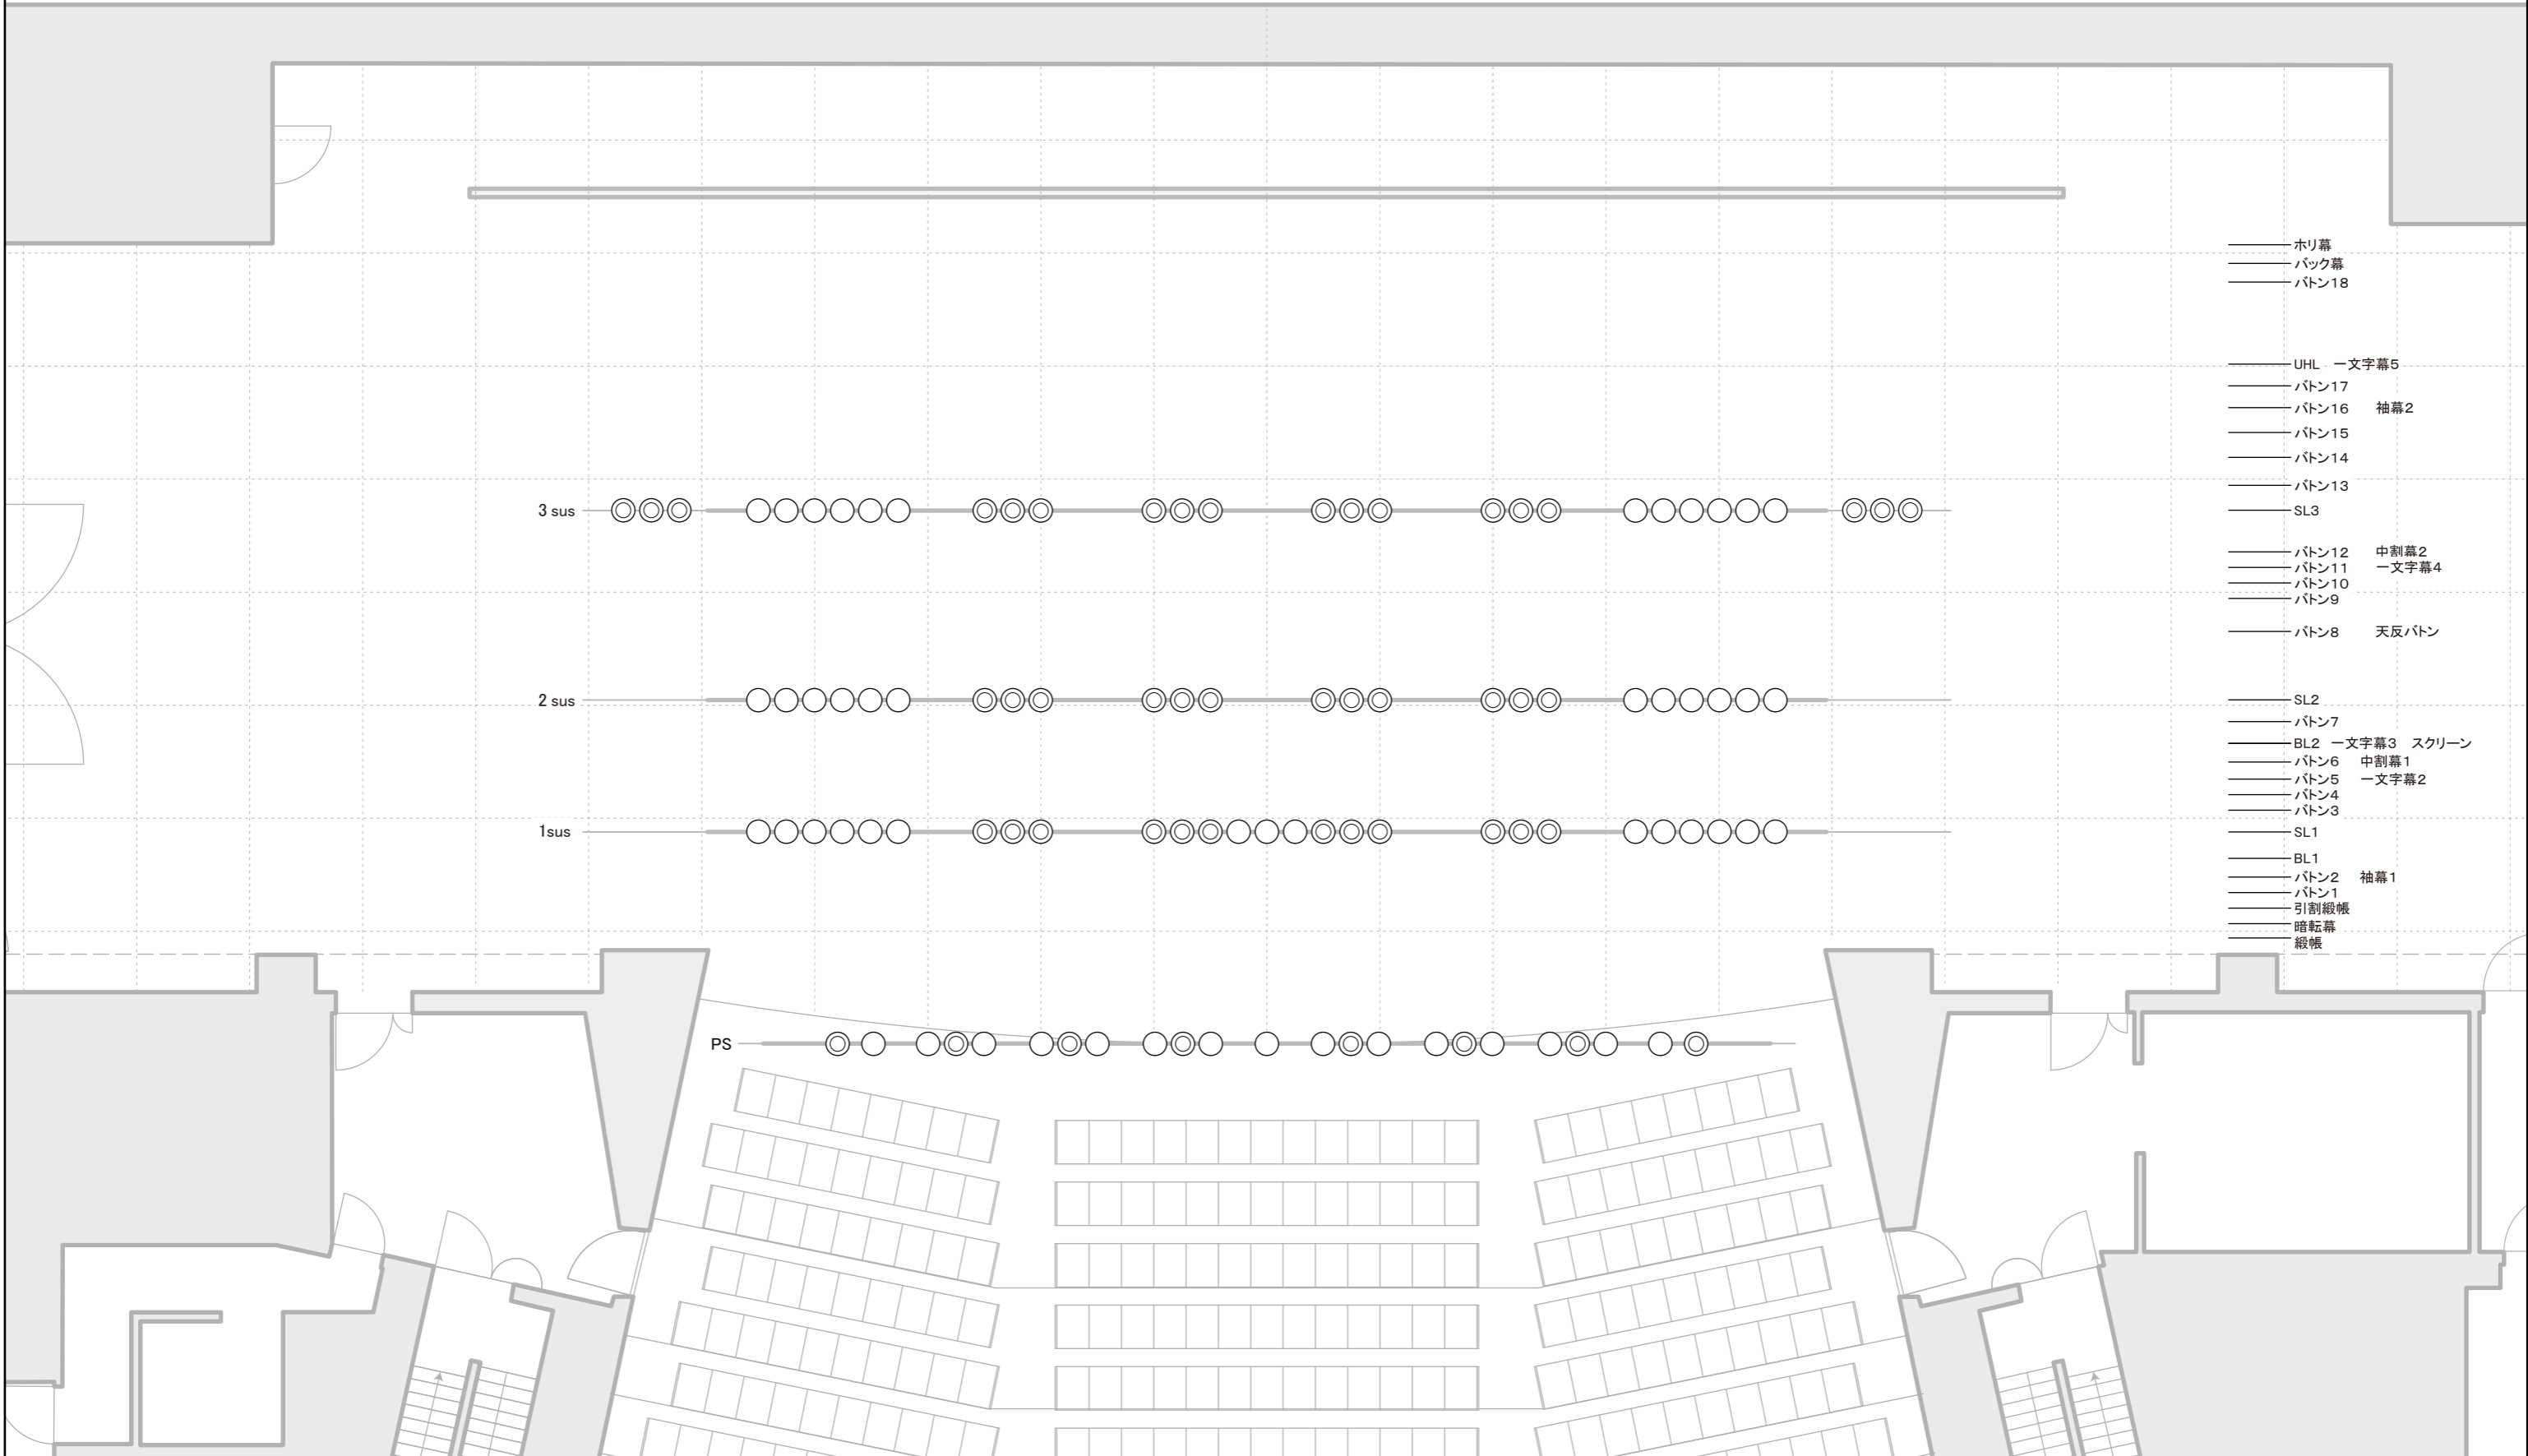 ホリ幕
バック幕
バトン18
UHL 一文字幕5
バトン17
バトン16 袖幕2
バトン15
バトン14
バトン13
3 sus
SL3
バトン12 中割幕2
バトン11 一文字幕4
バトン10
バトン9
バトン8 天反バトン
2 sus
SL2
バトン7
BL2 一文字幕3 スクリーン
バトン6 中割幕1
バトン5 一文字幕2
バトン4
バトン3
1sus
SL1
BL1
バトン2 袖幕1
バトン1
引割緞帳
暗転幕
緞帳
PS